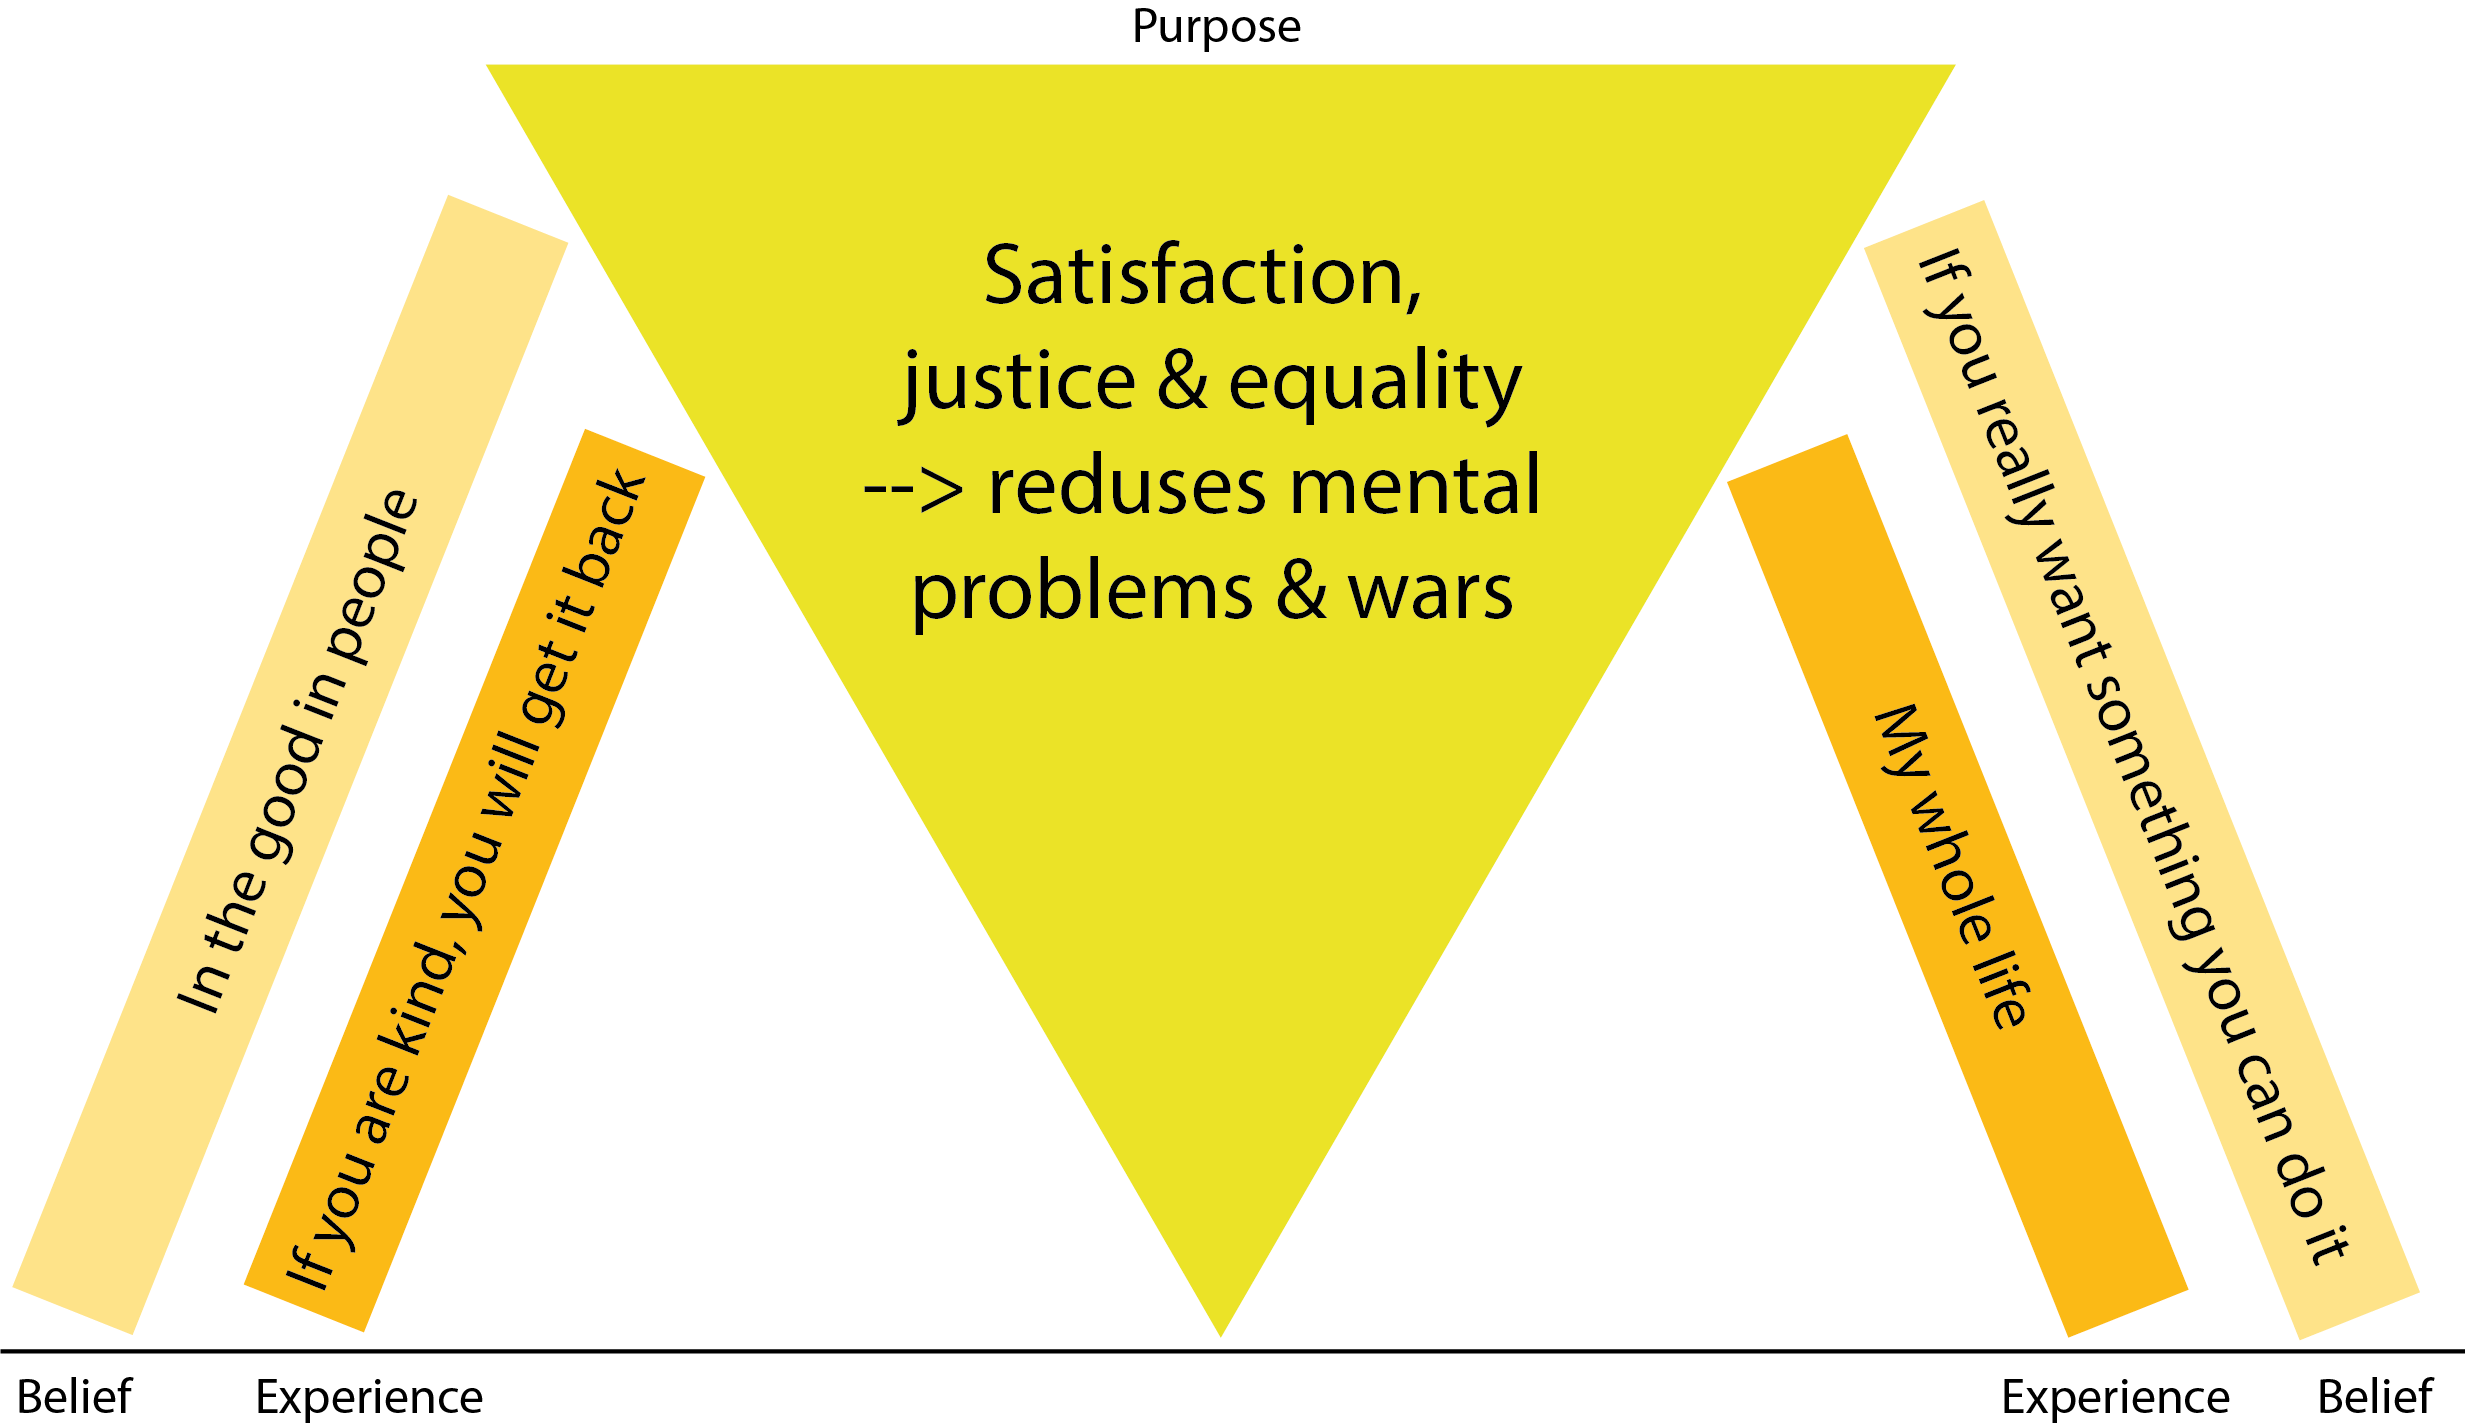 Purpose
Satisfaction,
justice & equality
--> reduses mental
problems & wars
In the good in people
If you are kind, you will get it back
My whole life
If you really want something you can do it
Belief
Experience
Experience
Belief